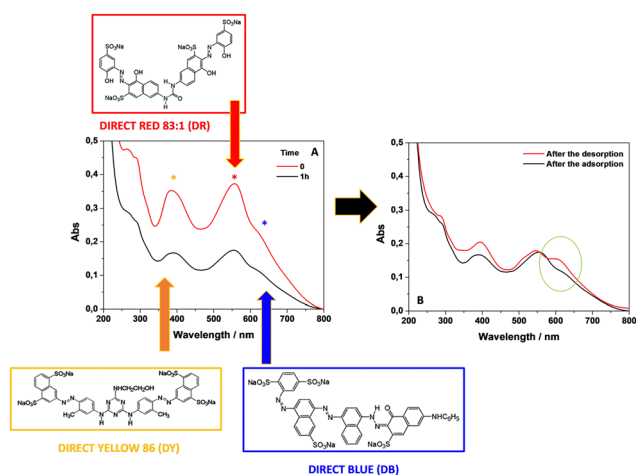 SO₃Na
SO₃Na
NaO₃S
OH
OH
OH
OH
NaO₃S
O
DIRECT RED 83:1 (DR)
Time
0
1h
A
0,5
0,4
0,3
0,2
0,1
0,0
Abs
300 400 500 600 700 800
Wavelength / nm
After the desorption
After the adsorption
B
0,5
0,4
0,3
0,2
0,1
0,0
Abs
200 300 400 500 600 700 800
Wavelength / nm
SO₃Na
NaO₃S
NHCH₂CH₂OH
SO₃Na
SO₃Na
CH₃
CH₃
DIRECT YELLOW 86 (DY)
NaO₃S
SO₃Na
NaO₃S
NaO₃S
O
NHC₆H₅
DIRECT BLUE (DB)